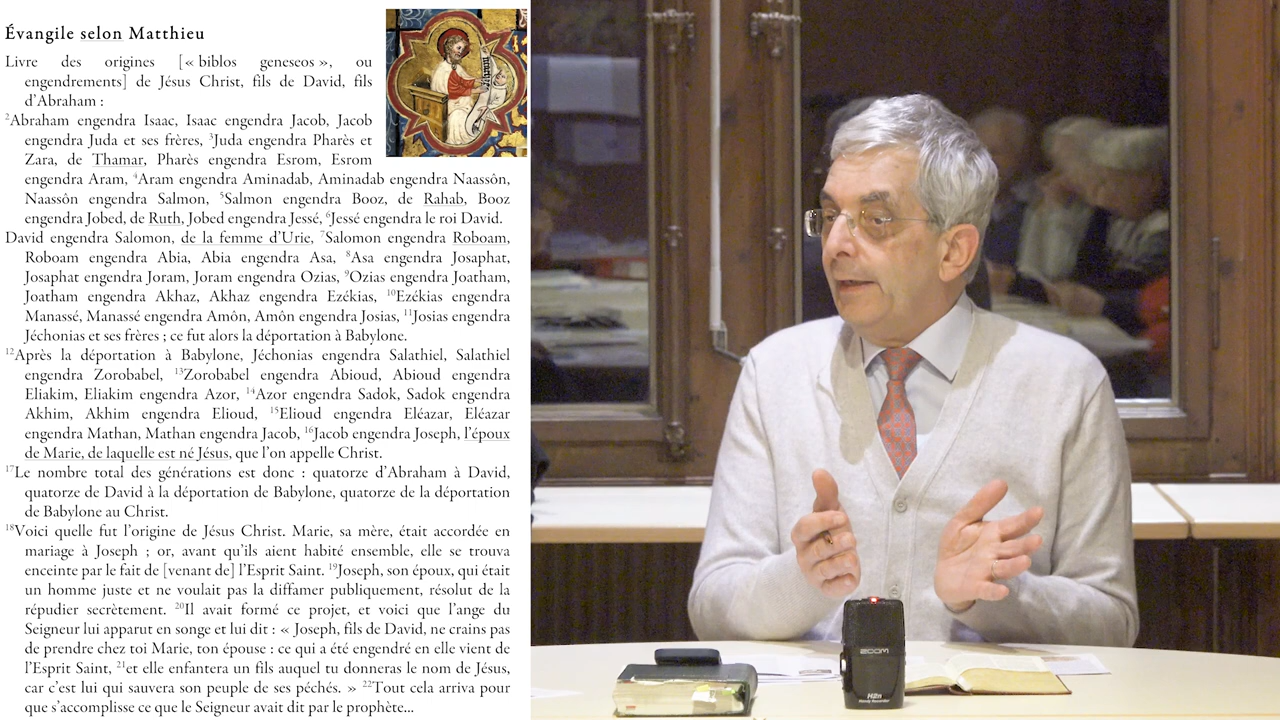 Évangile selon Matthieu
Livre des origines [« biblos geneseos », ou
engendrements] de Jésus Christ, fils de David, fils
d'Abraham :
²Abraham engendra Isaac, Isaac engendra Jacob, Jacob
engendra Juda et ses frères, ³Juda engendra Pharès et
Zara, de Thamar, Pharès engendra Esrom, Esrom
engendra Aram, ⁴Aram engendra Aminadab, Aminadab engendra Naassôn,
Naassôn engendra Salmon, ⁵Salmon engendra Booz, de Rahab, Booz
engendra Jobed, de Ruth, Jobed engendra Jessé, ⁶Jessé engendra le roi David.
David engendra Salomon, de la femme d'Urie, ⁷Salomon engendra Roboam,
Roboam engendra Abia, Abia engendra Asa, ⁸Asa engendra Josaphat,
Josaphat engendra Joram, Joram engendra Ozias, ⁹Ozias engendra Joatham,
Joatham engendra Akhaz, Akhaz engendra Ezékias, ¹⁰Ezékias engendra
Manassé, Manassé engendra Amôn, Amôn engendra Josias, ¹¹Josias engendra
Jéchonias et ses frères ; ce fut alors la déportation à Babylone.
¹²Après la déportation à Babylone, Jéchonias engendra Salathiel, Salathiel
engendra Zorobabel, ¹³Zorobabel engendra Abioud, Abioud engendra
Eliakim, Eliakim engendra Azor, ¹⁴Azor engendra Sadok, Sadok engendra
Akhim, Akhim engendra Elioud, ¹⁵Elioud engendra Eléazar, Eléazar
engendra Mathan, Mathan engendra Jacob, ¹⁶Jacob engendra Joseph, l'époux
de Marie, de laquelle est né Jésus, que l'on appelle Christ.
¹⁷Le nombre total des générations est donc : quatorze d'Abraham à David,
quatorze de David à la déportation de Babylone, quatorze de la déportation
de Babylone au Christ.
¹⁸Voici quelle fut l'origine de Jésus Christ. Marie, sa mère, était accordée en
mariage à Joseph ; or, avant qu'ils aient habité ensemble, elle se trouva
enceinte par le fait de [venant de] l'Esprit Saint. ¹⁹Joseph, son époux, qui était
un homme juste et ne voulait pas la diffamer publiquement, résolut de la
répudier secrètement. ²⁰Il avait formé ce projet, et voici que l'ange du
Seigneur lui apparut en songe et lui dit : « Joseph, fils de David, ne crains pas
de prendre chez toi Marie, ton épouse : ce qui a été engendré en elle vient de
l'Esprit Saint. ²¹elle enfantera un fils auquel tu donneras le nom de Jésus,
car c'est lui qui sauvera son peuple de ses péchés. » ²²Tout cela arriva pour
que s'accomplisse ce que le Seigneur avait dit par le prophète...
ZOOM
H2n
Handy Recorder